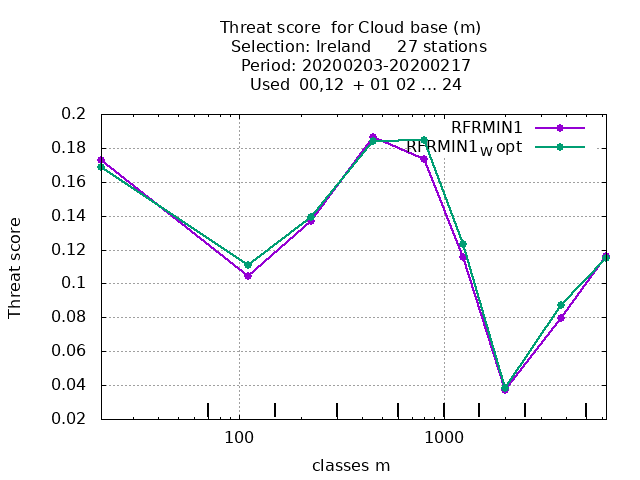 Threat score  for Cloud base (m)
Selection: Ireland     27 stations
Period: 20200203-20200217
Used  00,12  + 01 02 ... 24
RFRMIN1
RFRMIN1_W opt
0.2
0.18
0.16
0.14
0.12
0.1
0.08
0.06
0.04
0.02
Threat score
100
1000
classes m